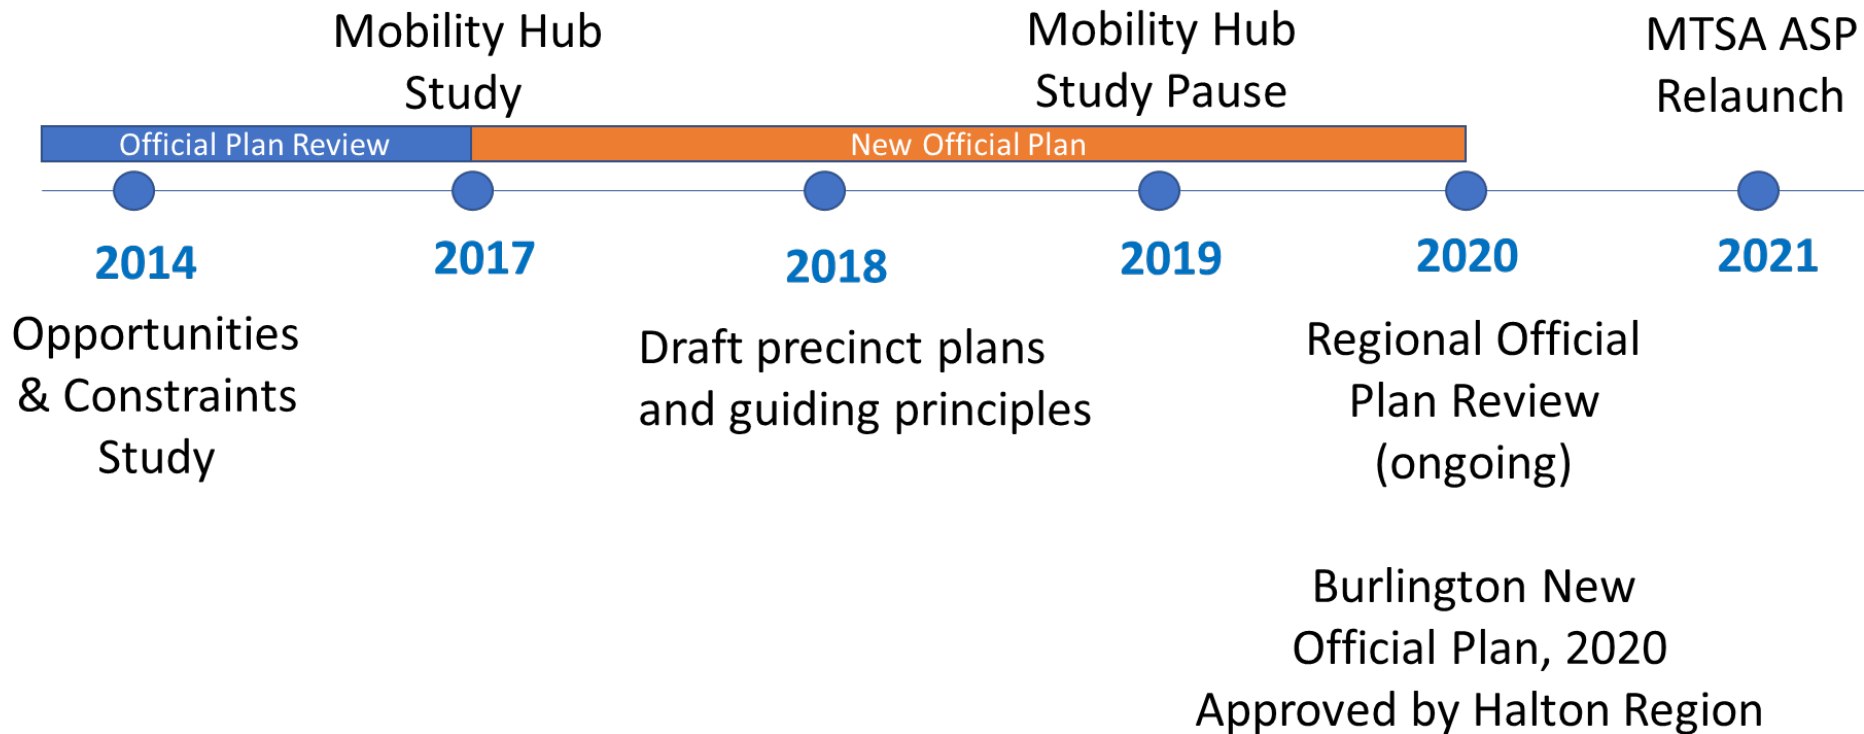 Mobility Hub
Study
Mobility Hub
Study Pause
MTSA ASP
Relaunch
Official Plan Review
New Official Plan
2014
2017
2018
2019
2020
2021
Opportunities
& Constraints
Study
Draft precinct plans
and guiding principles
Regional Official
Plan Review
(ongoing)
Burlington New
Official Plan, 2020
Approved by Halton Region